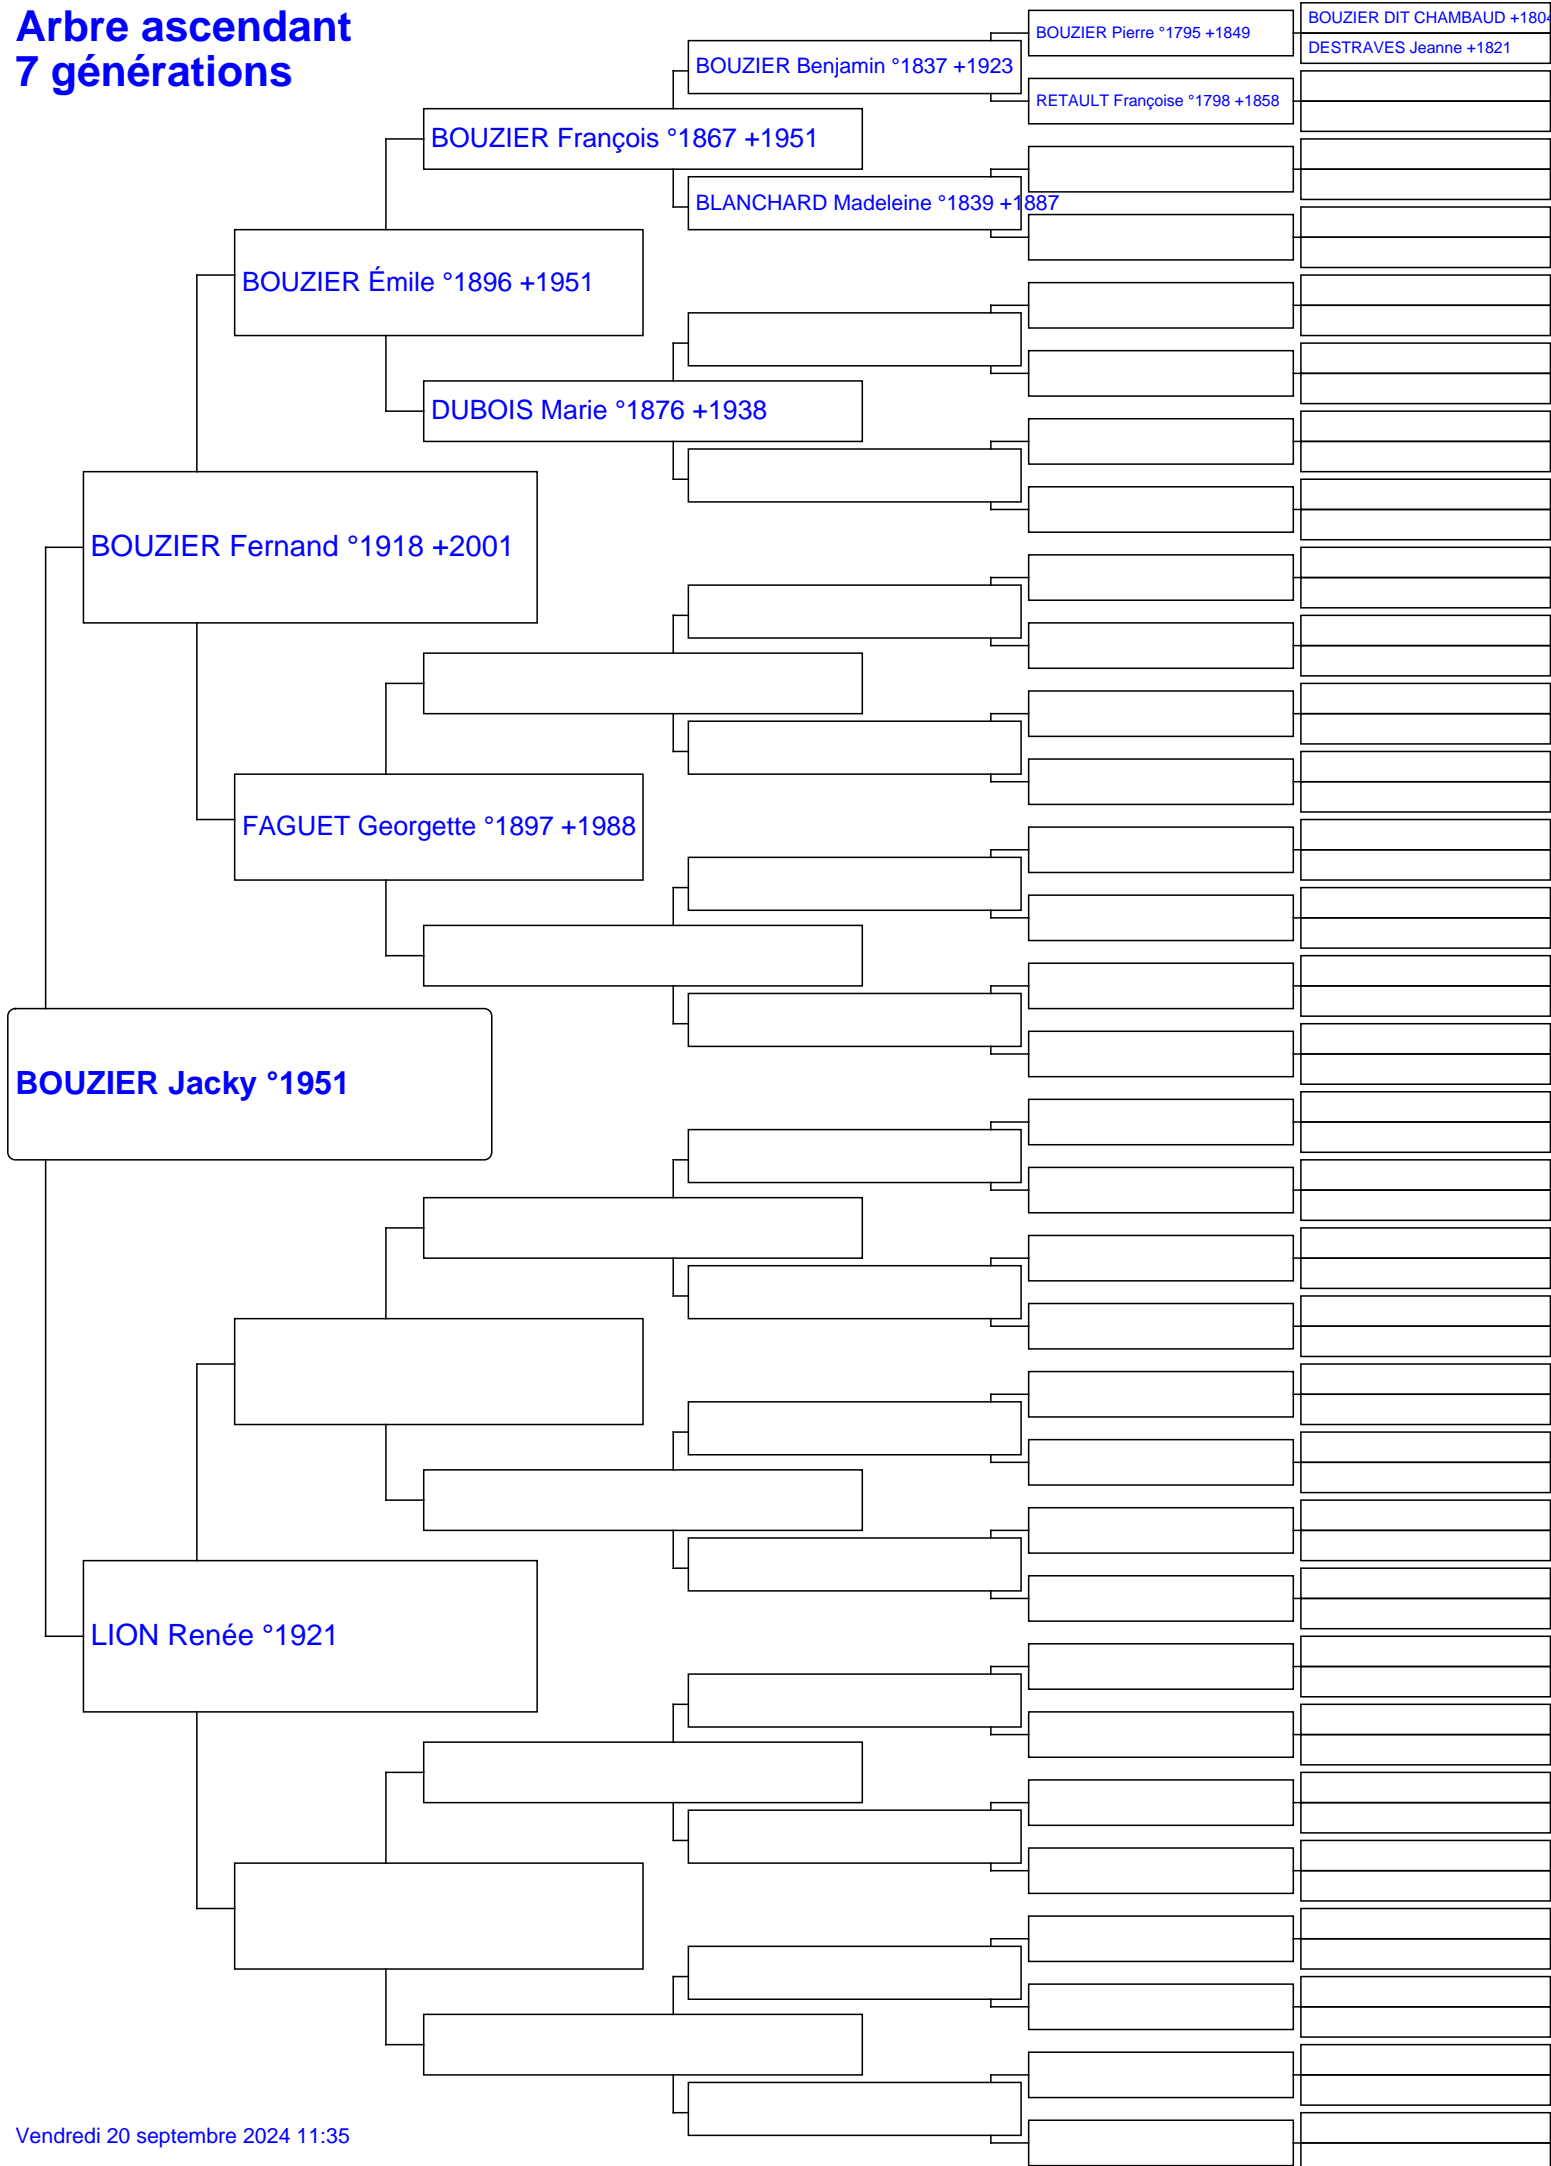 Arbre ascendant
7 générations
BOUZIER DIT CHAMBAUD +1804
DESTRAVES Jeanne +1821
BOUZIER Pierre °1795 +1849
RETAULT Françoise °1798 +1858
BOUZIER Benjamin °1837 +1923
BLANCHARD Madeleine °1839 +1887
BOUZIER François °1867 +1951
DUBOIS Marie °1876 +1938
BOUZIER Émile °1896 +1951
FAGUET Georgette °1897 +1988
BOUZIER Fernand °1918 +2001
BOUZIER Jacky °1951
LION Renée °1921
Vendredi 20 septembre 2024 11:35